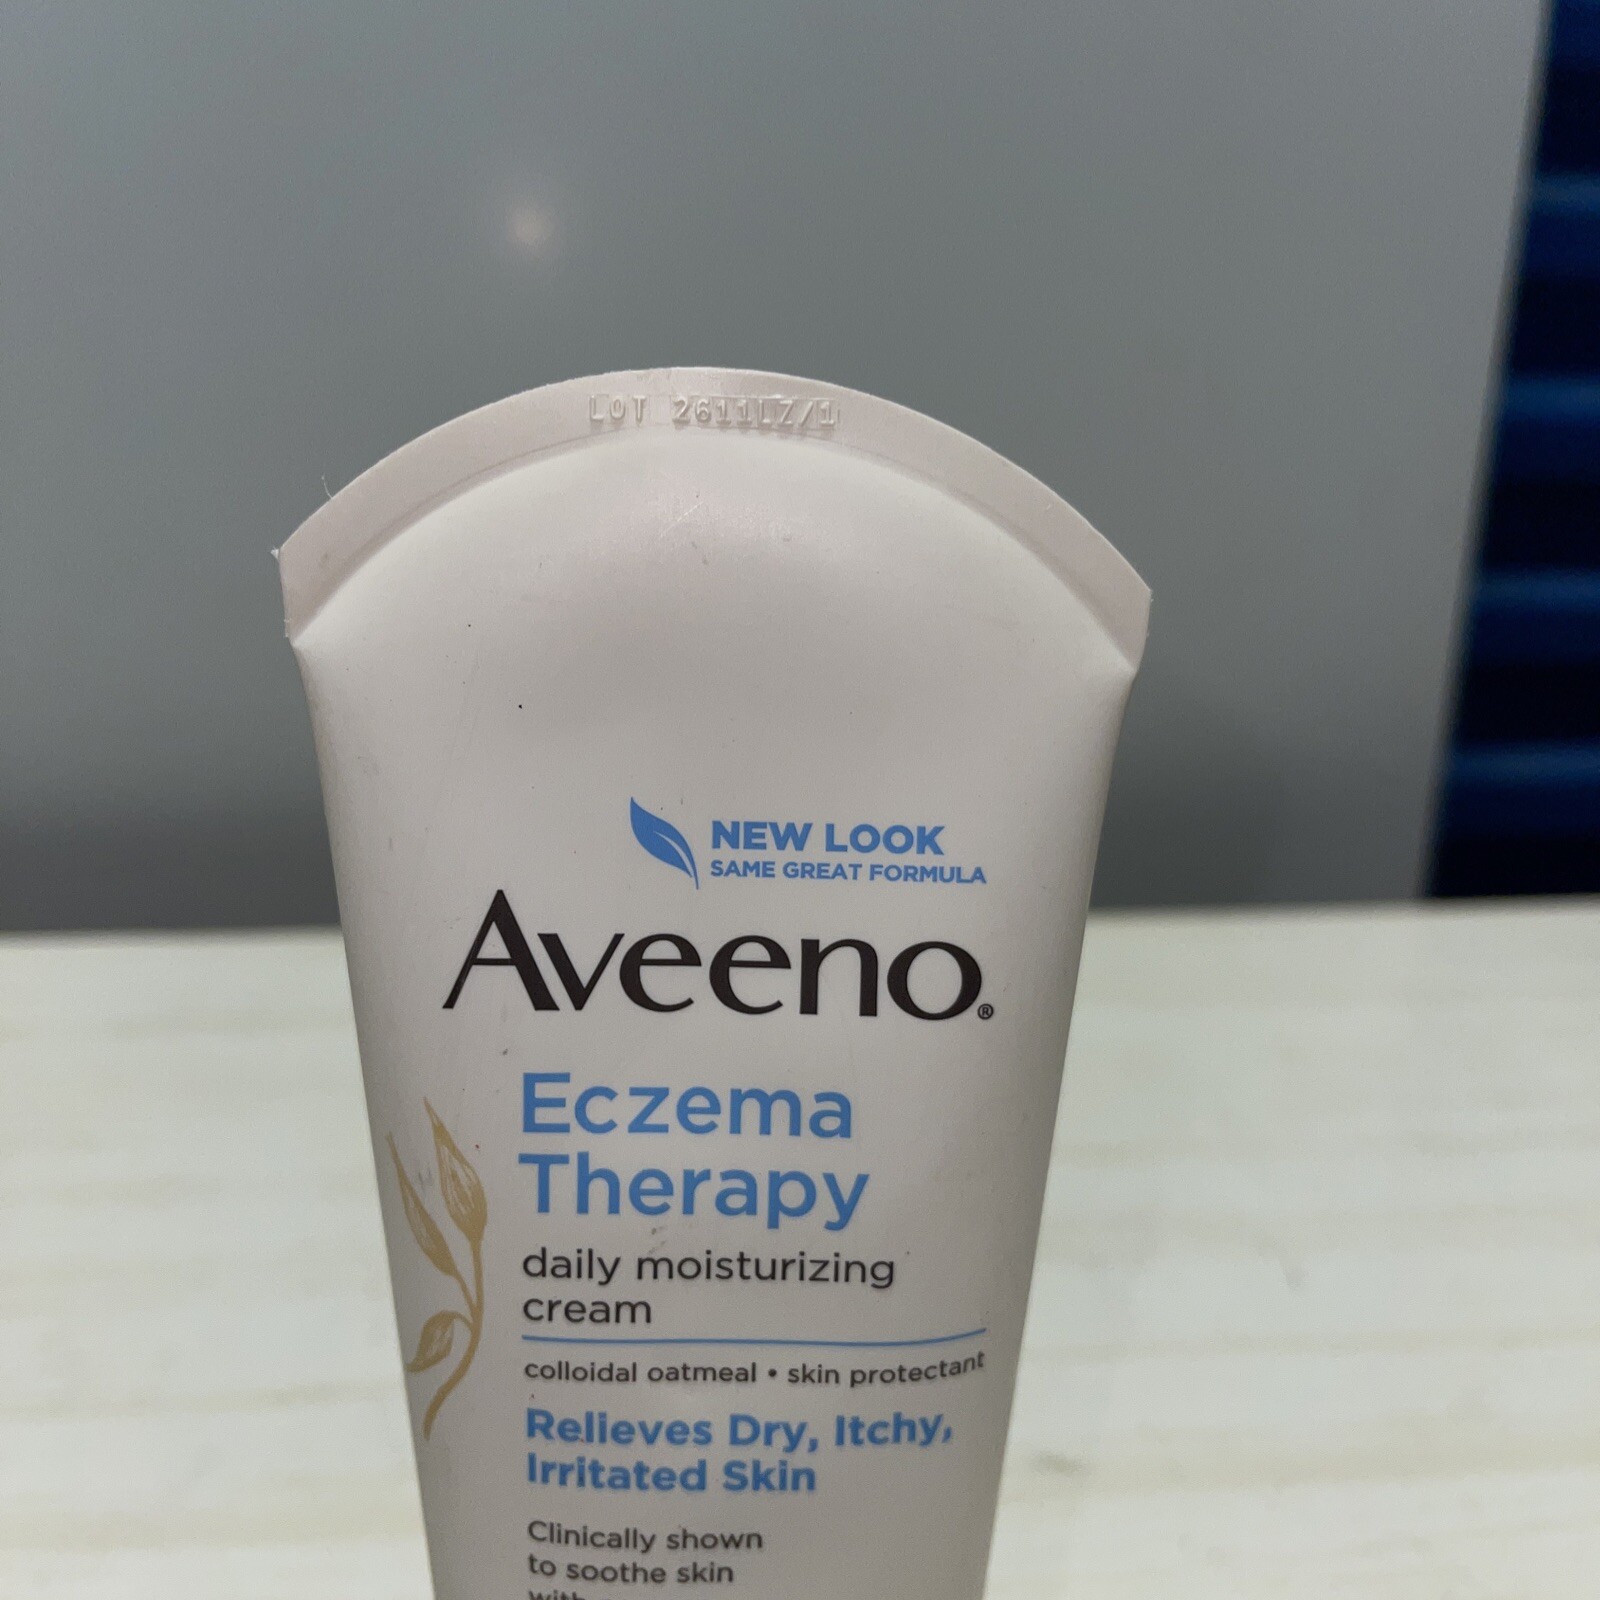 LOT 2611LZ/1
NEW LOOK
SAME GREAT FORMULA
Aveeno®
Eczema
Therapy
daily moisturizing
cream
colloidal oatmeal • skin protectant
Relieves Dry, Itchy,
Irritated Skin
Clinically shown
to soothe skin
with